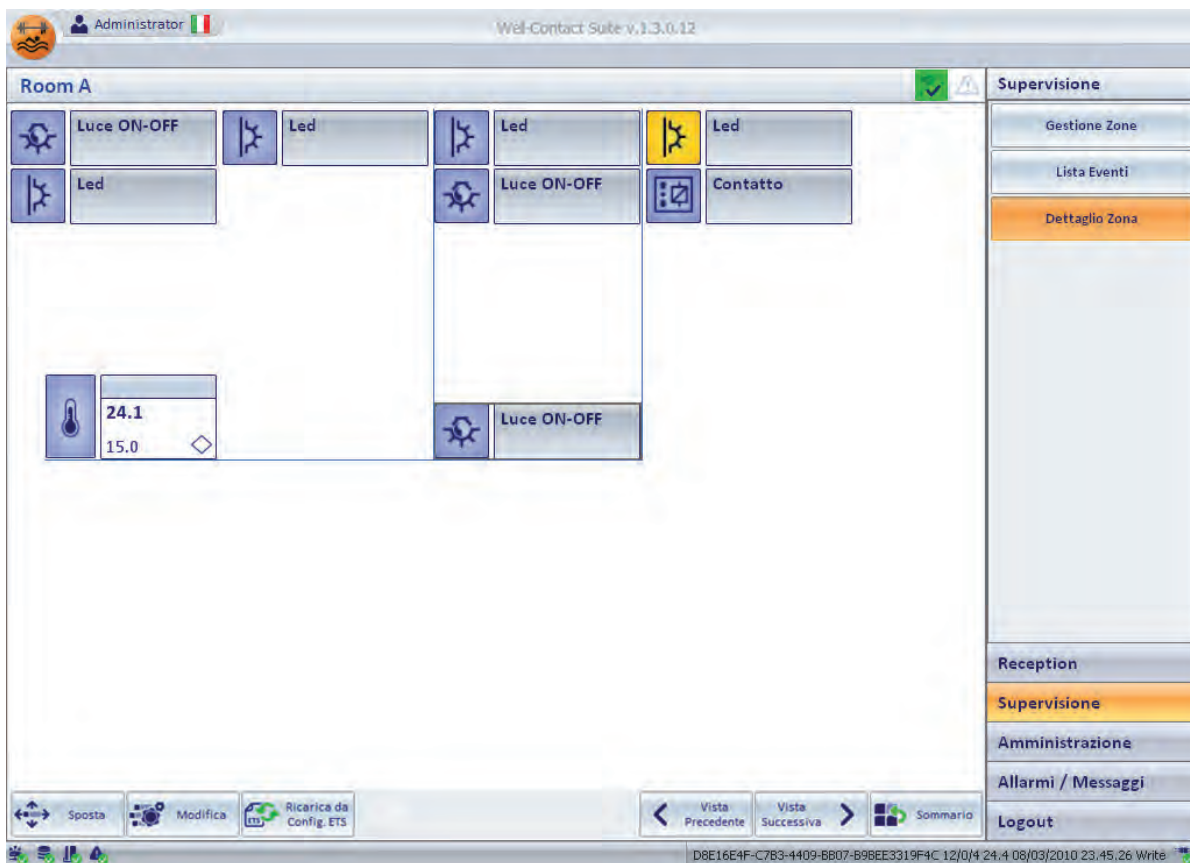 Administrator
Well-Contact Suite v.1.3.0.12
Room A
Luce ON-OFF
Led
Led
Led
Led
Luce ON-OFF
Contatto
24.1
15.0
Luce ON-OFF
Supervisione
Gestione Zone
Lista Eventi
Dettaglio Zona
Reception
Supervisione
Amministrazione
Allarmi / Messaggi
Logout
Sposta
Modifica
ETS
Ricarica da
Config. ETS
Vista
Precedente
Vista
Successiva
Sommario
D8E16E4F-C7B3-4409-BB07-B9BEE3319F4C 12/0/4 24.4 08/03/2010 23.45.26 Write